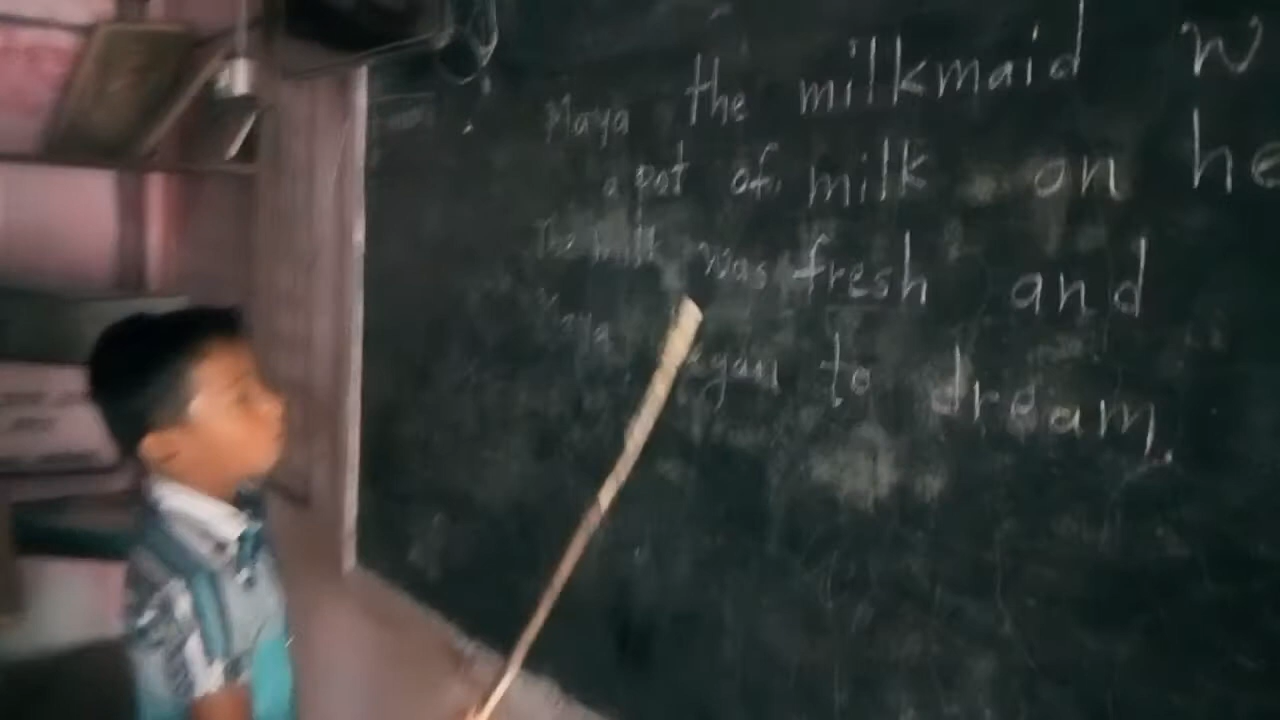 Maya the milkmaid w
a pot of milk on he
The milk was fresh and
Maya began to dream.